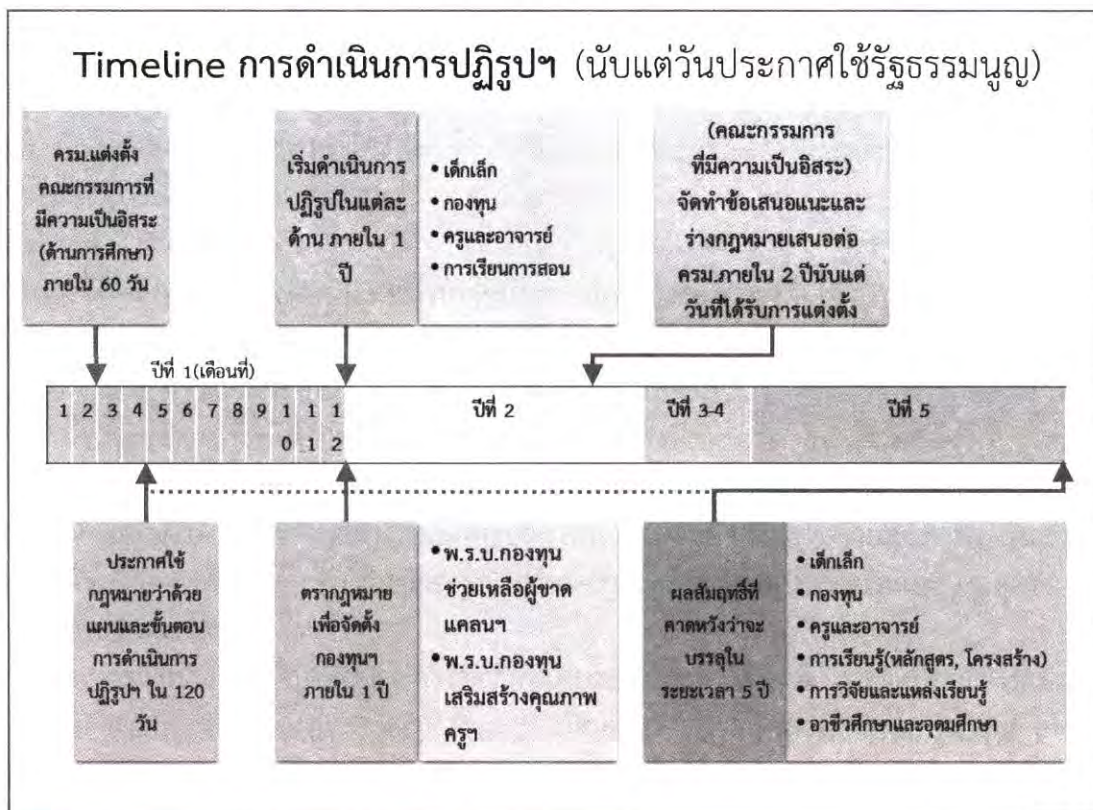 Timeline การดำเนินการปฏิรูปฯ (นับแต่วันประกาศใช้รัฐธรรมนูญ)
ครม.แต่งตั้ง
คณะกรรมการที่
มีความเป็นอิสระ
(ด้านการศึกษา)
ภายใน 60 วัน
เริ่มดำเนินการ
ปฏิรูปในแต่ละ
ด้าน ภายใน 1
ปี
• เด็กเล็ก
• กองทุน
• ครูและอาจารย์
• การเรียนการสอน
(คณะกรรมการ
ที่มีความเป็นอิสระ)
จัดทำข้อเสนอแนะและ
ร่างกฎหมายเสนอต่อ
ครม.ภายใน 2 ปีนับแต่
วันที่ได้รับการแต่งตั้ง
ปีที่ 1(เดือนที่)
1 2 3 4 5 6 7 8 9 10 11 12 ปีที่ 2 ปีที่ 3-4 ปีที่ 5
ประกาศใช้
กฎหมายว่าด้วย
แผนและขั้นตอน
การดำเนินการ
ปฏิรูปฯ ใน 120
วัน
ตรากฎหมาย
เพื่อจัดตั้ง
กองทุนฯ
ภายใน 1 ปี
• พ.ร.บ.กองทุน
ช่วยเหลือผู้ขาด
แคลนฯ
• พ.ร.บ.กองทุน
เสริมสร้างคุณภาพ
ครูฯ
ผลสัมฤทธิ์ที่
คาดหวังว่าจะ
บรรลุใน
ระยะเวลา 5 ปี
• เด็กเล็ก
• กองทุน
• ครูและอาจารย์
• การเรียนรู้(หลักสูตร, โครงสร้าง)
• การวิจัยและแหล่งเรียนรู้
• อาชีวศึกษาและอุดมศึกษา